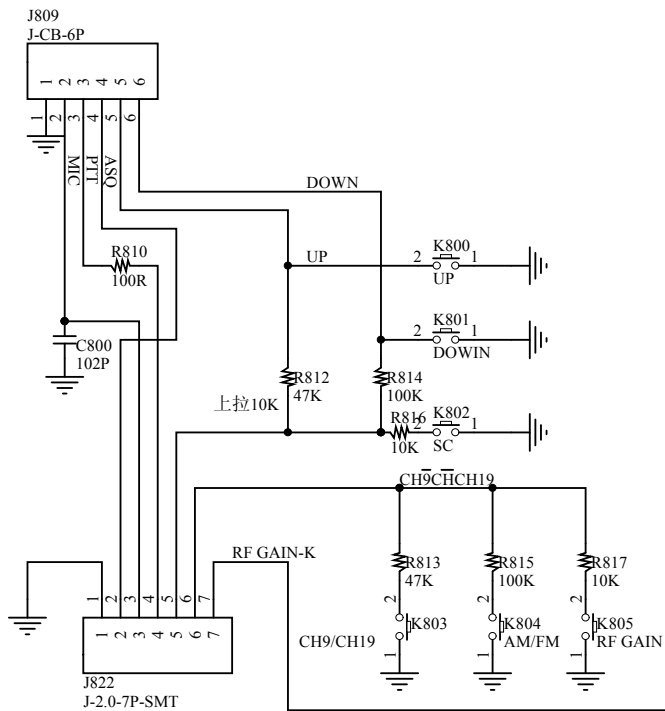 J809
J-CB-6P
1 2 3 4 5 6
1 2 3 4 5 6
MIC
PTT
ASQ
DOWN
R810
100R
UP
2 K800 1
UP
2 K801 1
DOWIN
C800
102P
R812
47K
R814
100K
上拉10K
R816
10K
2 K802 1
SC
CH9CHCH19
RF GAIN-K
R813
47K
R815
100K
R817
10K
2 2 2
K803
K804
K805
CH9/CH19
AM/FM
RF GAIN
1 1 1
1 2 3 4 5 6 7
1 2 3 4 5 6 7
J822
J-2.0-7P-SMT